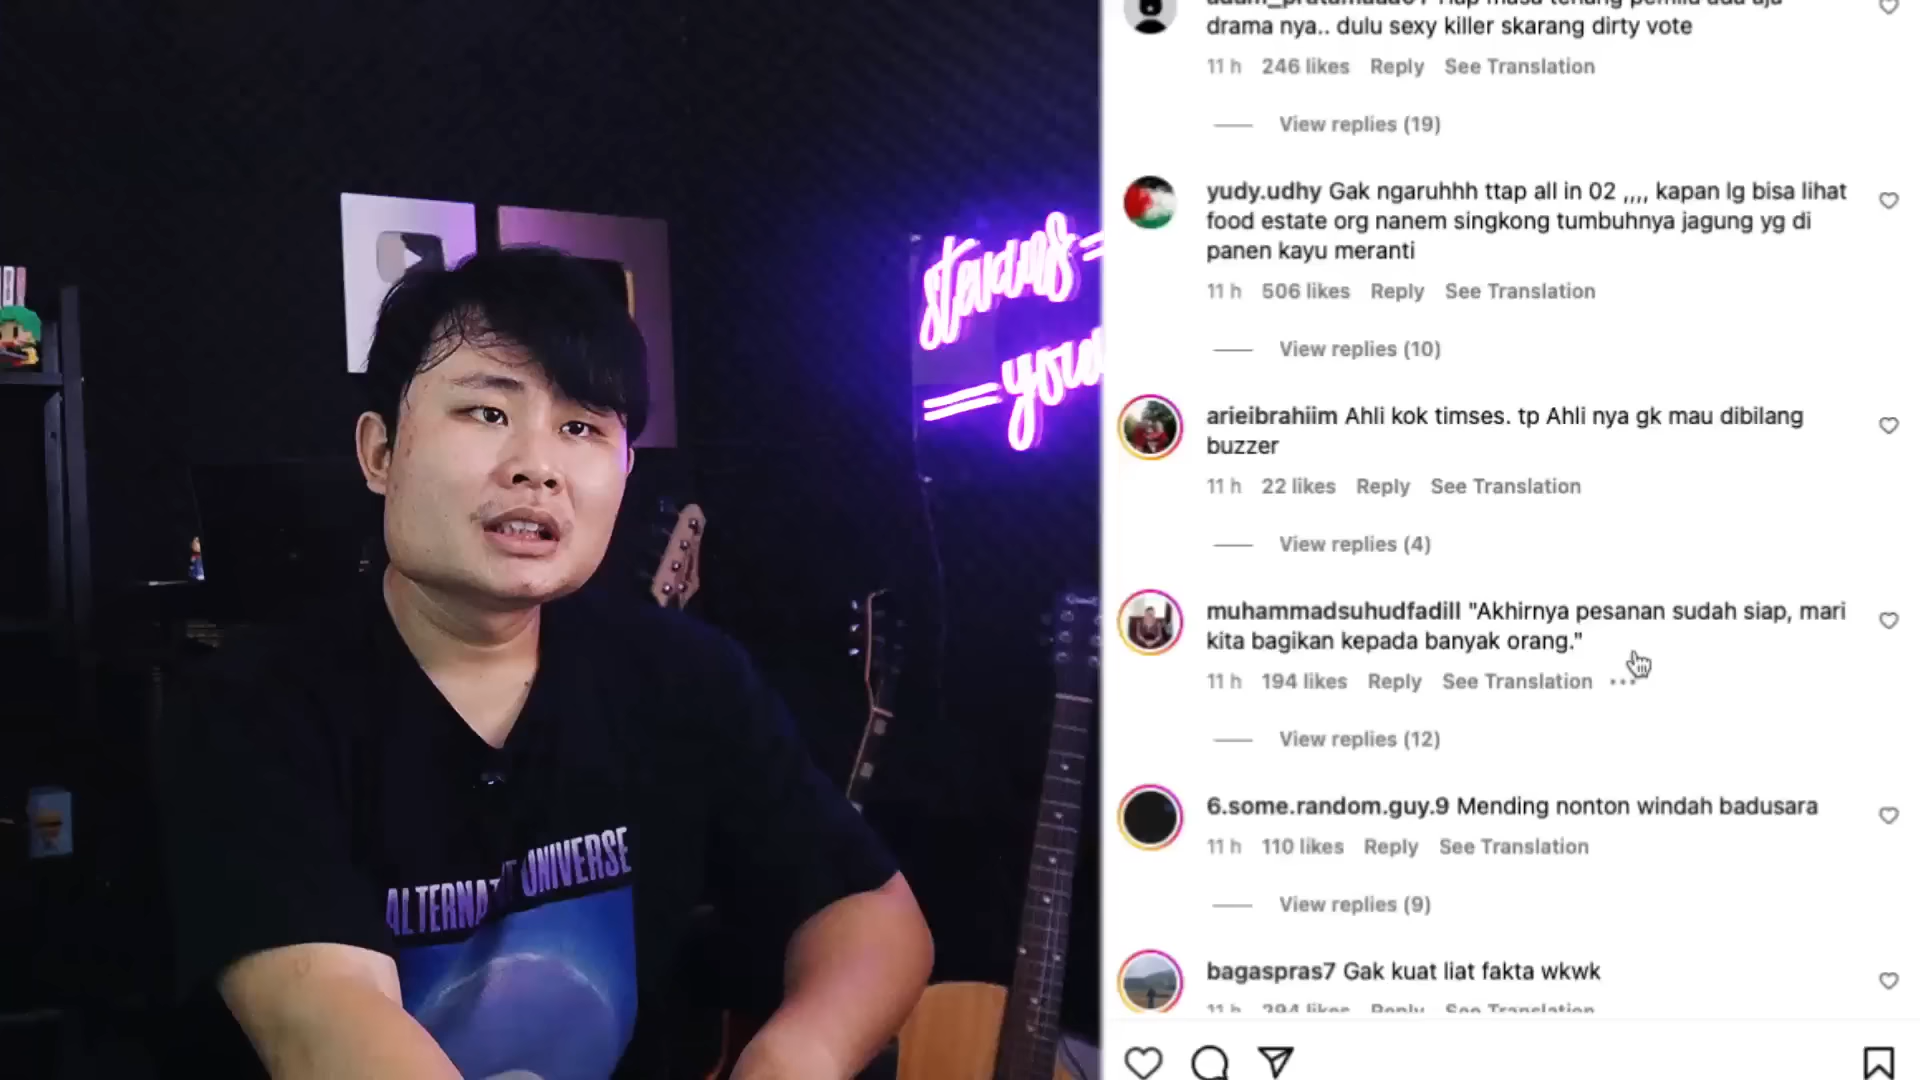 drama nya.. dulu sexy killer skarang dirty vote
11 h 246 likes Reply See Translation
View replies (19)
yudy.udhy Gak ngaruhhh ttap all in 02 ,,,, kapan lg bisa lihat
food estate org nanem singkong tumbuhnya jagung yg di
panen kayu meranti
11 h 506 likes Reply See Translation
View replies (10)
arieibrahiim Ahli kok timses. tp Ahli nya gk mau dibilang
buzzer
11 h 22 likes Reply See Translation
View replies (4)
muhammadsuhudfadill "Akhirnya pesanan sudah siap, mari
kita bagikan kepada banyak orang."
11 h 194 likes Reply See Translation ...
View replies (12)
6.some.random.guy.9 Mending nonton windah badusara
11 h 110 likes Reply See Translation
View replies (9)
bagaspras7 Gak kuat liat fakta wkwk
11 h 294 likes Reply See Translation
UNIVERSE